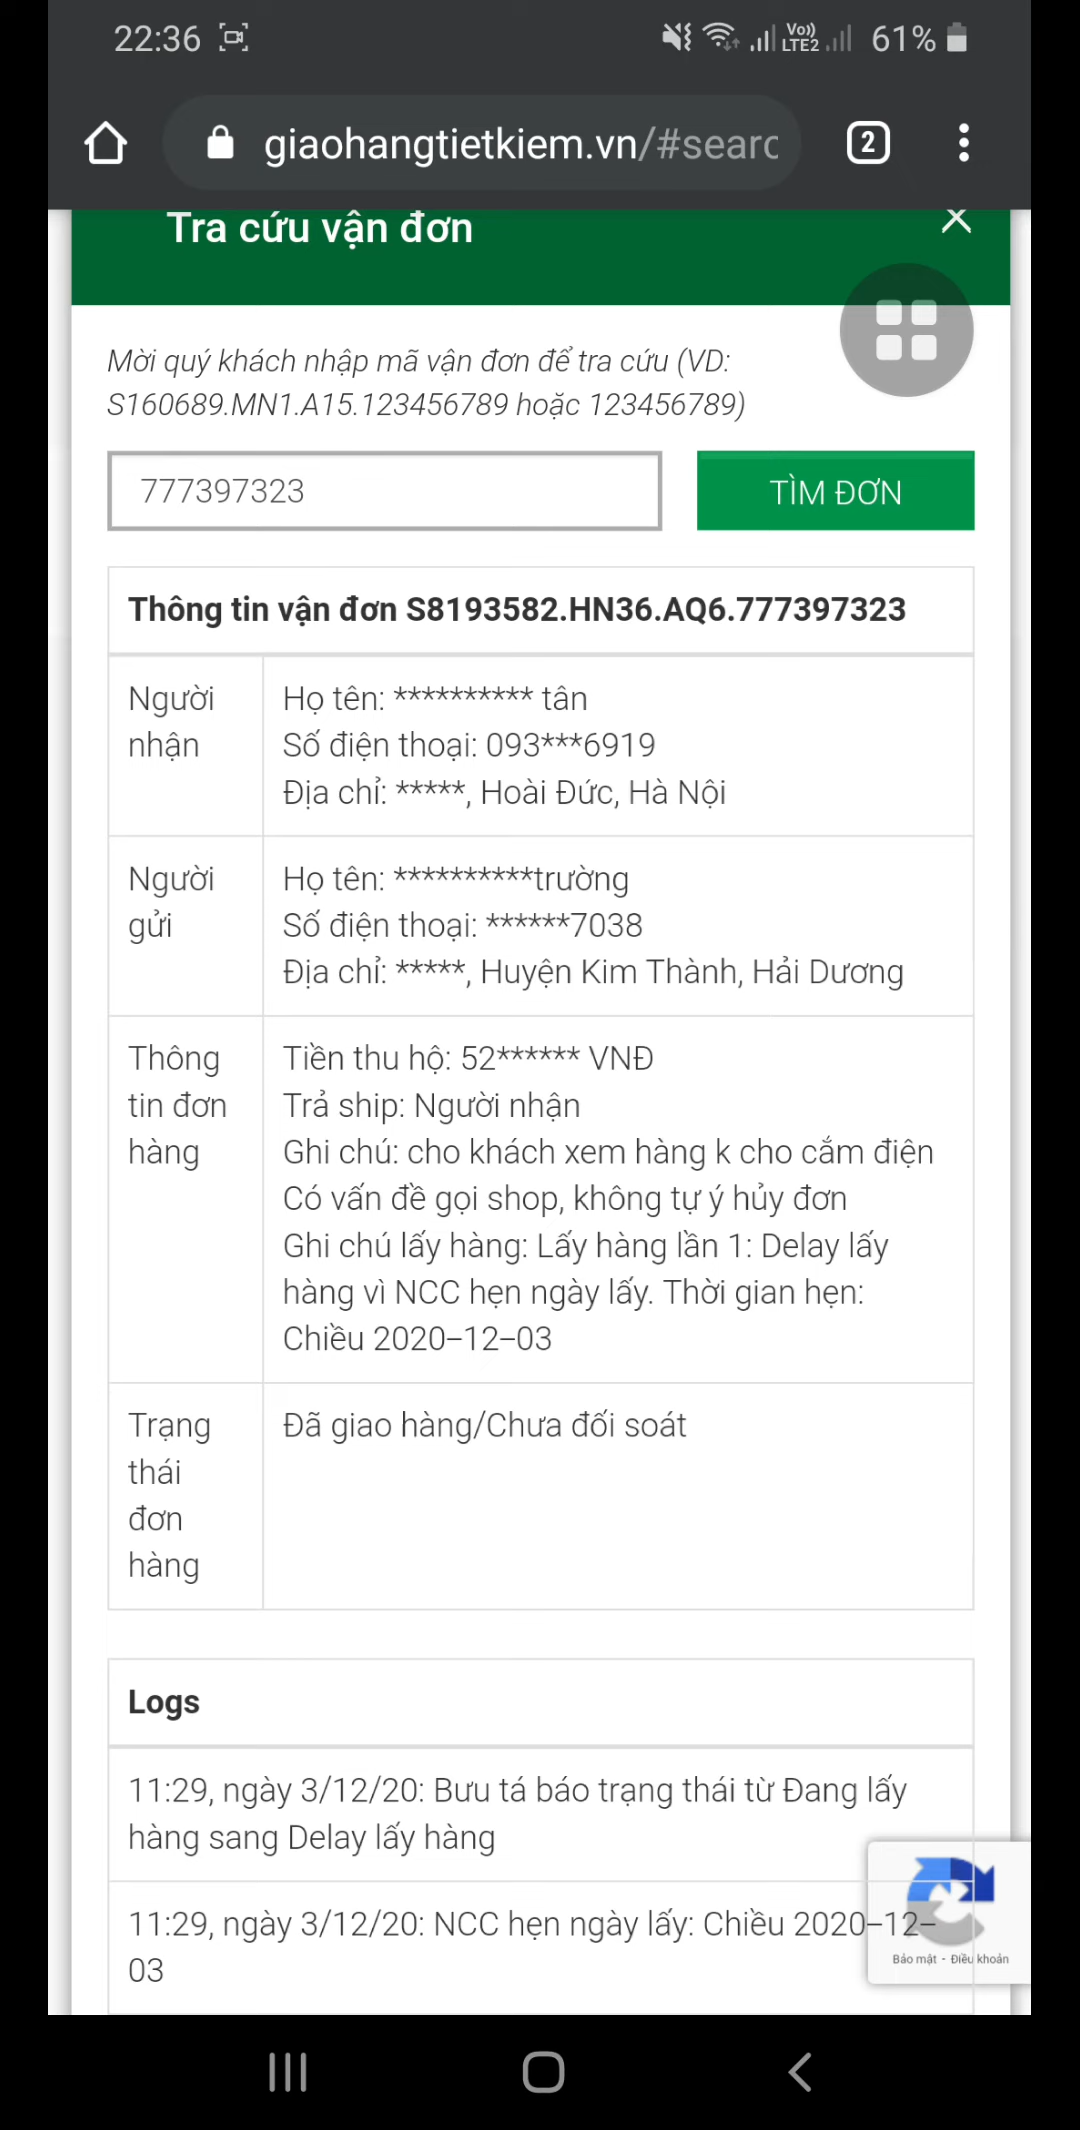 22:36
Vo)) LTE2 61%
giaohangtietkiem.vn/#searc
2
Tra cứu vận đơn
Mời quý khách nhập mã vận đơn để tra cứu (VD:
S160689.MN1.A15.123456789 hoặc 123456789)
777397323
TÌM ĐƠN
Thông tin vận đơn S8193582.HN36.AQ6.777397323
Người
nhận
Họ tên: ********** tân
Số điện thoại: 093***6919
Địa chỉ: *****, Hoài Đức, Hà Nội
Người
gửi
Họ tên: **********trường
Số điện thoại: ******7038
Địa chỉ: *****, Huyện Kim Thành, Hải Dương
Thông
tin đơn
hàng
Tiền thu hộ: 52****** VNĐ
Trả ship: Người nhận
Ghi chú: cho khách xem hàng k cho cắm điện
Có vấn đề gọi shop, không tự ý hủy đơn
Ghi chú lấy hàng: Lấy hàng lần 1: Delay lấy
hàng vì NCC hẹn ngày lấy. Thời gian hẹn:
Chiều 2020–12–03
Trạng
thái
đơn
hàng
Đã giao hàng/Chưa đối soát
Logs
11:29, ngày 3/12/20: Bưu tá báo trạng thái từ Đang lấy
hàng sang Delay lấy hàng
11:29, ngày 3/12/20: NCC hẹn ngày lấy: Chiều 2020–12–
03
Bảo mật - Điều khoản